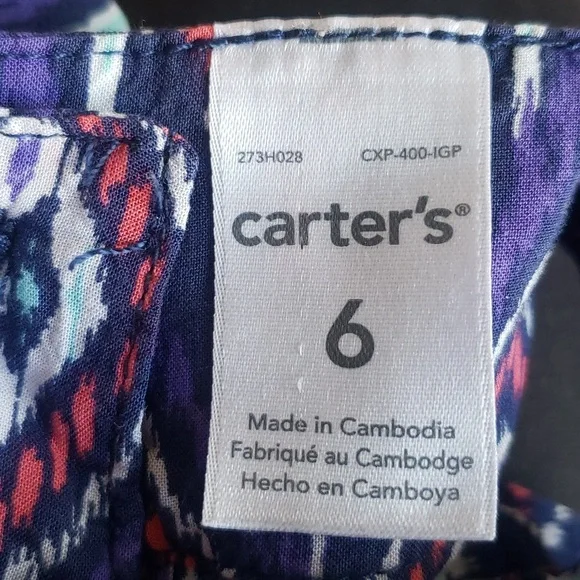 273H028 CXP-400-IGP
carter's®
6
Made in Cambodia
Fabriqué au Cambodge
Hecho en Camboya